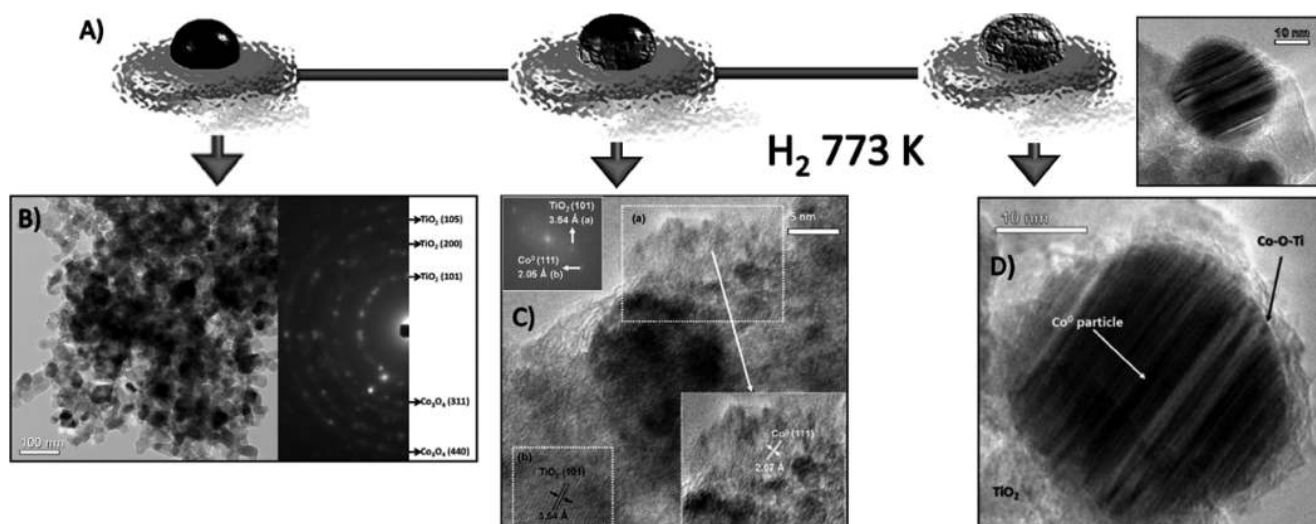 A)
10 nm
H₂ 773 K
B)
TiO₂ (105)
TiO₂ (200)
TiO₂ (101)
Co₃O₄ (311)
Co₃O₄ (440)
100 nm
TiO₂ (101)
3.54 Å (a)
Co⁰ (111)
2.05 Å (b)
(a)
5 nm
C)
Co⁰ (111)
2.07 Å
(b)
TiO₂ (101)
3.54 Å
10 nm
Co-O-Ti
D)
Co⁰ particle
TiO₂